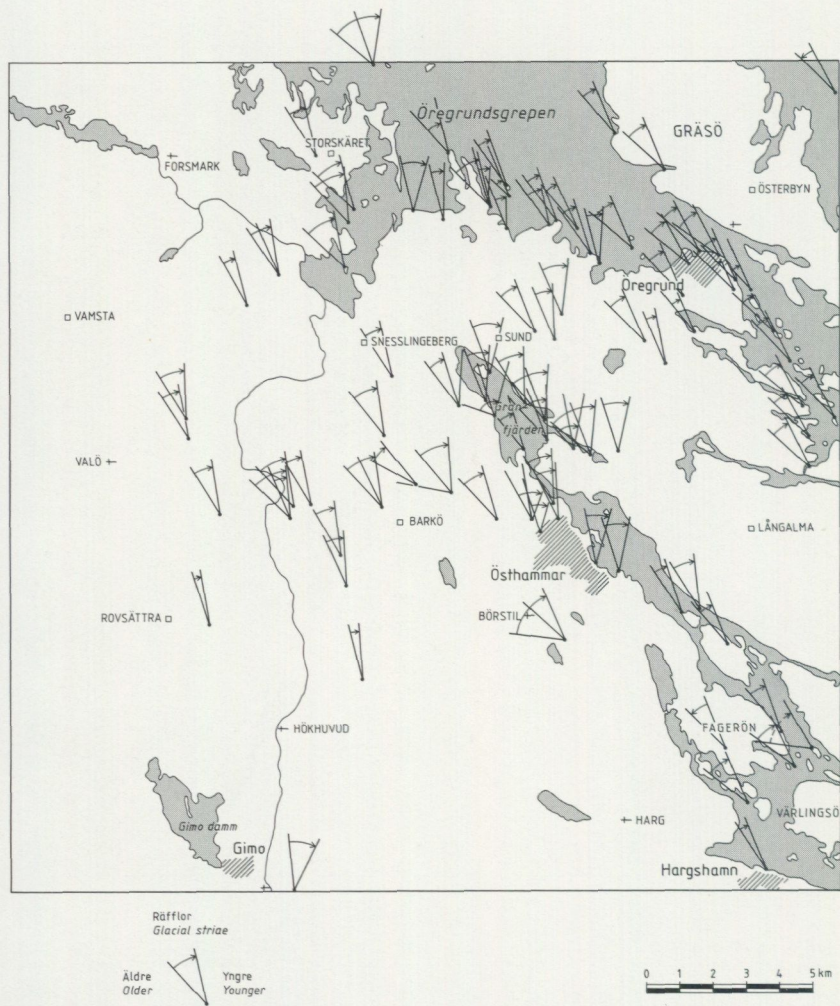 Öregrundsgrepen
GRÄSÖ
STORSKÄRET
FORSMARK
ÖSTERBYN
Öregrund
VAMSTA
SNESSLINGEBERG
SUND
Gran-
fjärden
VALÖ
BARKÖ
LÅNGALMA
Östhammar
ROVSÄTTRA
BÖRSTIL
HÖKHUVUD
FAGERÖN
Gimo damm
Gimo
HARG
VÄRLINGSÖ
Hargshamn
Räfflor
Glacial striae
Äldre
Older
Yngre
Younger
0 1 2 3 4 5 km